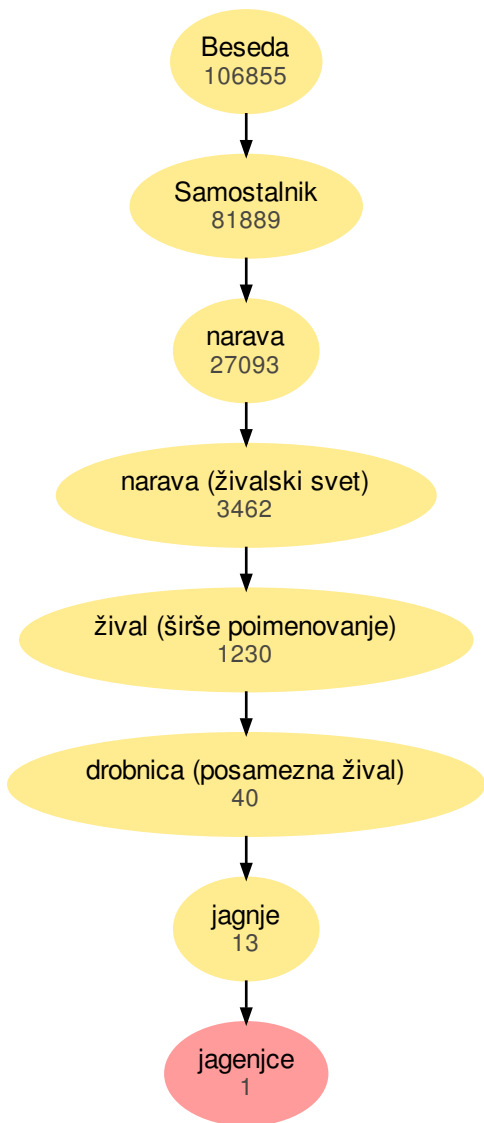 Beseda
106855
Samostalnik
81889
narava
27093
narava (živalski svet)
3462
žival (širše poimenovanje)
1230
drobnica (posamezna žival)
40
jagnje
13
jagenjce
1